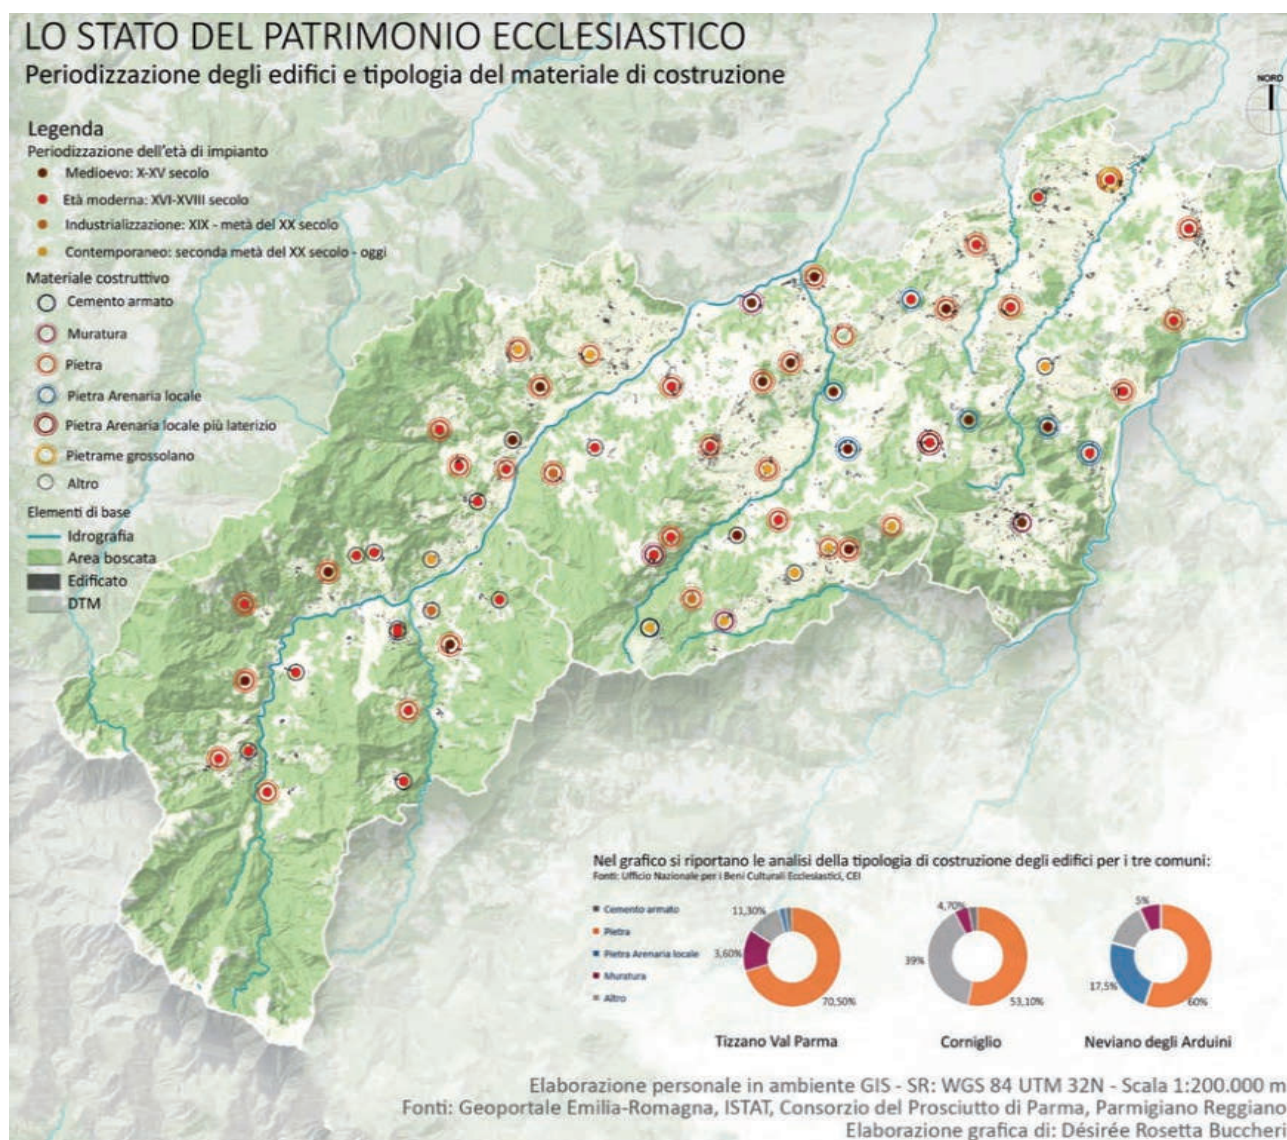 LO STATO DEL PATRIMONIO ECCLESIASTICO
Periodizzazione degli edifici e tipologia del materiale di costruzione
NORD
Legenda
Periodizzazione dell'età di impianto
Medioevo: X-XV secolo
Età moderna: XVI-XVIII secolo
Industrializzazione: XIX - metà del XX secolo
Contemporaneo: seconda metà del XX secolo - oggi
Materiale costruttivo
Cemento armato
Muratura
Pietra
Pietra Arenaria locale
Pietra Arenaria locale più laterizio
Pietrame grossolano
Altro
Elementi di base
Idrografia
Area boscata
Edificato
DTM
Nel grafico si riportano le analisi della tipologia di costruzione degli edifici per i tre comuni:
Fonti: Ufficio Nazionale per i Beni Culturali Ecclesiastici, CEI
Cemento armato
Pietra
Pietra Arenaria locale
Muratura
Altro
11,30%
3,60%
70,50%
Tizzano Val Parma
4,70%
39%
53,10%
Corniglio
5%
17,5%
60%
Neviano degli Arduini
Elaborazione personale in ambiente GIS - SR: WGS 84 UTM 32N - Scala 1:200.000 m
Fonti: Geoportale Emilia-Romagna, ISTAT, Consorzio del Prosciutto di Parma, Parmigiano Reggiano
Elaborazione grafica di: Désirée Rosetta Buccheri